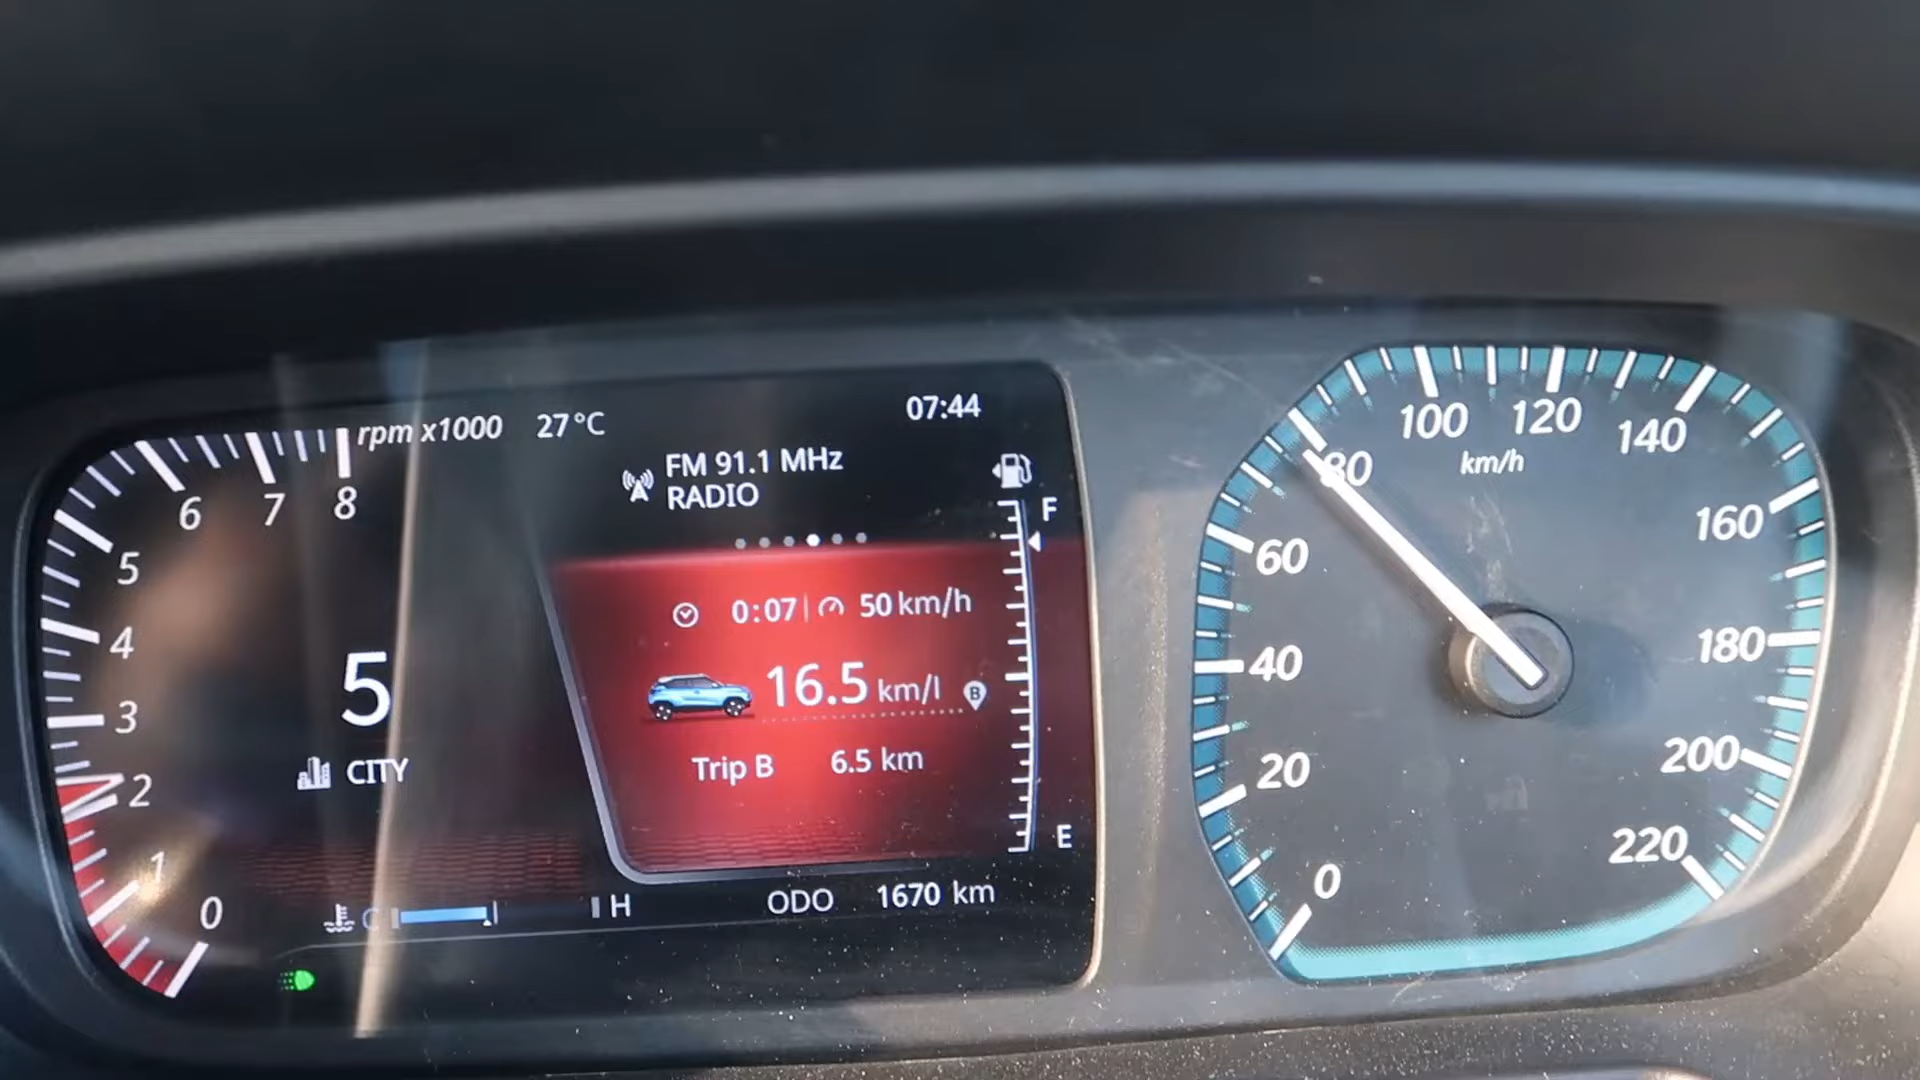 rpm x1000 27°C 07:44
FM 91.1 MHz
RADIO
F
0:07 50 km/h
16.5 km/l B
Trip B 6.5 km
E
C H ODO 1670 km
5
CITY
0
1
2
3
4
5
6
7
8
0
20
40
60
80
100
120
140
160
180
200
220
km/h